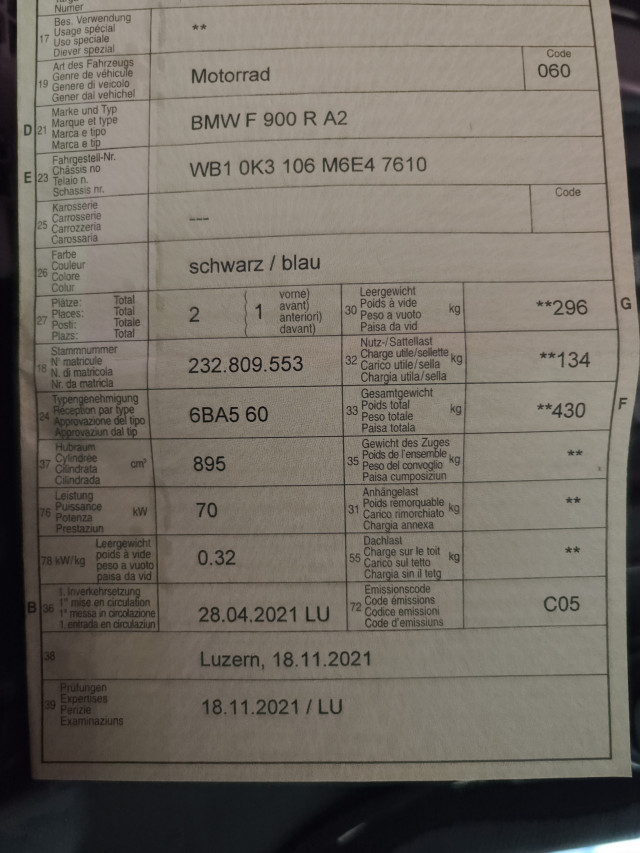 Numer
17 Bes. Verwendung
Usage spécial
Uso speciale
Diever spezial
**
19 Art des Fahrzeugs
Genre de véhicule
Genere di veicolo
Gener dal vehichel
Motorrad
Code
060
D 21 Marke und Typ
Marque et type
Marca e tipo
Marca e tip
BMW F 900 R A2
E 23 Fahrgestell-Nr.
Châssis no
Telaio n.
Schassis nr.
WB1 0K3 106 M6E4 7610
25 Karosserie
Carrosserie
Carrozzeria
Carossaria
---
Code
26 Farbe
Couleur
Colore
Colur
schwarz / blau
27 Plätze: Total
Places: Total
Posti: Totale
Plazs: Total
2
1
vorne)
( avant)
anteriori)
davant)
30 Leergewicht
Poids à vide
Peso a vuoto
Paisa da vid
kg
**296
G
18 Stammnummer
N° matricule
N. di matricola
Nr. da matricla
232.809.553
32 Nutz-/Sattellast
Charge utile/sellette
Carico utile/sella
Chargia utila/sella
kg
**134
24 Typengenehmigung
Réception par type
Approvazione del tipo
Approvaziun dal tip
6BA5 60
33 Gesamtgewicht
Poids total
Peso totale
Paisa totala
kg
**430
F
37 Hubraum
Cylindrée
Cilindrata
Cilindrada
cm³
895
35 Gewicht des Zuges
Poids de l'ensemble
Peso del convoglio
Paisa cumposiziun
kg
**
76 Leistung
Puissance
Potenza
Prestaziun
kW
70
31 Anhängelast
Poids remorquable
Carico rimorchiato
Chargia annexa
kg
**
78 kW/kg Leergewicht
poids à vide
peso a vuoto
paisa da vid
0.32
55 Dachlast
Charge sur le toit
Carico sul tetto
Chargia sin il tetg
kg
**
B 36 1. Inverkehrsetzung
1re mise en circulation
1a messa in circolazione
1. entrada en circulaziun
28.04.2021 LU
72 Emissionscode
Code émissions
Codice emissioni
Code d'emissiuns
C05
38
Luzern, 18.11.2021
39 Prüfungen
Expertises
Perizie
Examinaziuns
18.11.2021 / LU